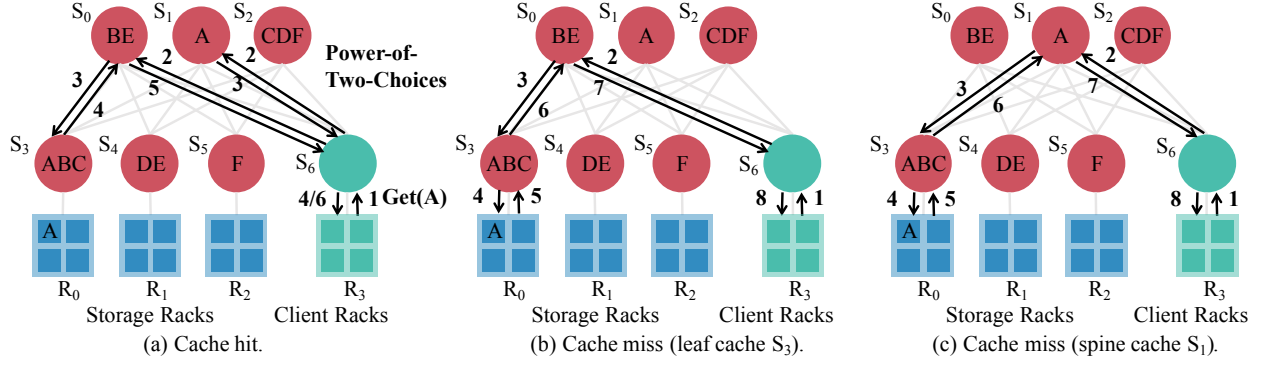 S0 S1 S2
BE A CDF
Power-of-
Two-Choices
2 2
3 5 3
4
S3 S4 S5 S6
ABC DE F
4/6 1 Get(A)
A
R0 R1 R2 R3
Storage Racks Client Racks
(a) Cache hit.
S0 S1 S2
BE A CDF
3 2
6 7
S3 S4 S5 S6
ABC DE F
4 5 8 1
A
R0 R1 R2 R3
Storage Racks Client Racks
(b) Cache miss (leaf cache S3).
S0 S1 S2
BE A CDF
2
3 7
6
S3 S4 S5 S6
ABC DE F
4 5 8 1
A
R0 R1 R2 R3
Storage Racks Client Racks
(c) Cache miss (spine cache S1).